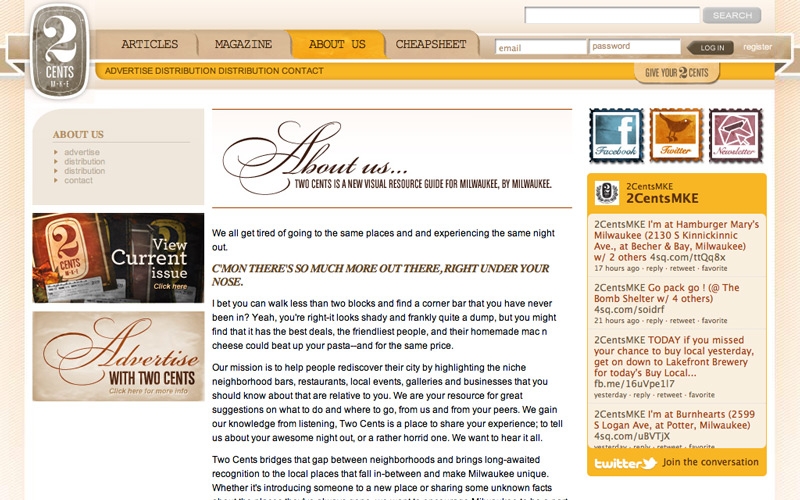 SEARCH
2
CENTS
M·K·E
ARTICLES
MAGAZINE
ABOUT US
CHEAPSHEET
email
password
LOG IN
register
ADVERTISE DISTRIBUTION DISTRIBUTION CONTACT
GIVE YOUR 2 CENTS
ABOUT US
advertise
distribution
distribution
contact
2
CENTS
M·K·E
View
Current
issue
Click here
Advertise
WITH TWO CENTS
Click here for more info
About us...
TWO CENTS IS A NEW VISUAL RESOURCE GUIDE FOR MILWAUKEE, BY MILWAUKEE.
We all get tired of going to the same places and and experiencing the same night
out.
C'MON THERE'S SO MUCH MORE OUT THERE, RIGHT UNDER YOUR
NOSE.
I bet you can walk less than two blocks and find a corner bar that you have never
been in? Yeah, you're right-it looks shady and frankly quite a dump, but you might
find that it has the best deals, the friendliest people, and their homemade mac n
cheese could beat up your pasta—and for the same price.
Our mission is to help people rediscover their city by highlighting the niche
neighborhood bars, restaurants, local events, galleries and businesses that you
should know about that are relative to you. We are your resource for great
suggestions on what to do and where to go, from us and from your peers. We gain
our knowledge from listening, Two Cents is a place to share your experience; to tell
us about your awesome night out, or a rather horrid one. We want to hear it all.
Two Cents bridges that gap between neighborhoods and brings long-awaited
recognition to the local places that fall in-between and make Milwaukee unique.
Whether it's introducing someone to a new place or sharing some unknown facts
Facebook
Twitter
Newsletter
2CentsMKE
2CentsMKE
2CentsMKE I'm at Hamburger Mary's
Milwaukee (2130 S Kinnickinnic
Ave., at Becher & Bay, Milwaukee)
w/ 2 others 4sq.com/ttQq8x
17 hours ago · reply · retweet · favorite
2CentsMKE Go pack go ! (@ The
Bomb Shelter w/ 4 others)
4sq.com/soidrf
21 hours ago · reply · retweet · favorite
2CentsMKE TODAY if you missed
your chance to buy local yesterday,
get on down to Lakefront Brewery
for today's Buy Local...
fb.me/16uVpe1l7
yesterday · reply · retweet · favorite
2CentsMKE I'm at Burnhearts (2599
S Logan Ave, at Potter, Milwaukee)
4sq.com/uBVTjX
yesterday · reply · retweet · favorite
twitter
Join the conversation